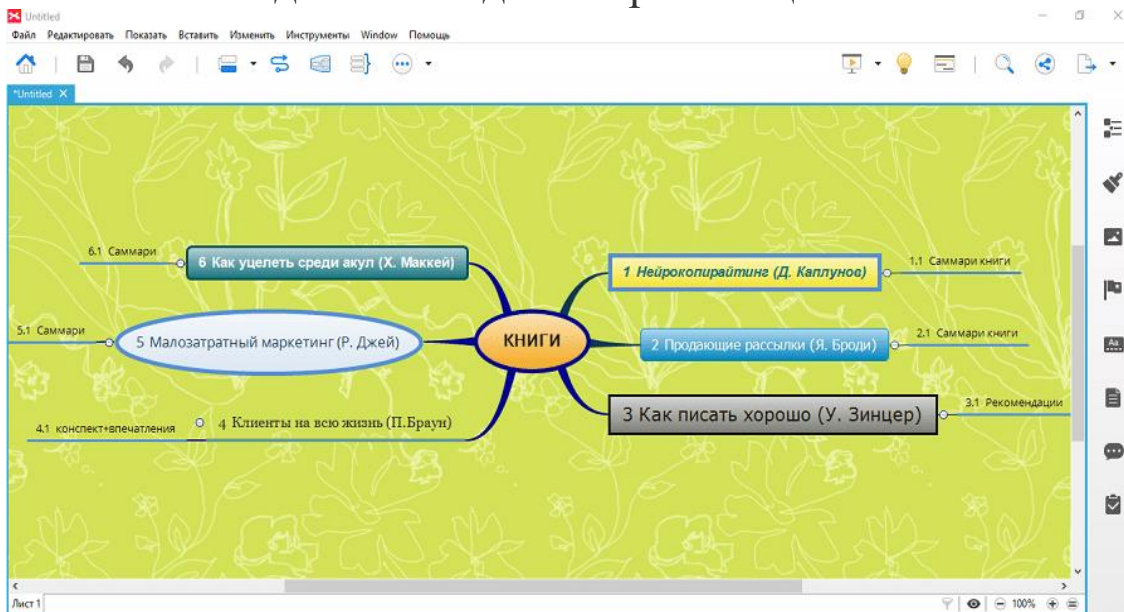 Untitled
Файл Редактировать Показать Вставить Изменить Инструменты Window Помощь
*Untitled X
КНИГИ
1 Нейрокопирайтинг (Д. Каплунов)
1.1 Саммари книги
2 Продающие рассылки (Я. Броди)
2.1 Саммари книги
3 Как писать хорошо (У. Зинцер)
3.1 Рекомендации
4 Клиенты на всю жизнь (П.Браун)
4.1 конспект+впечатления
5 Малозатратный маркетинг (Р. Джей)
5.1 Саммари
6 Как уцелеть среди акул (Х. Маккей)
6.1 Саммари
Лист 1
100%